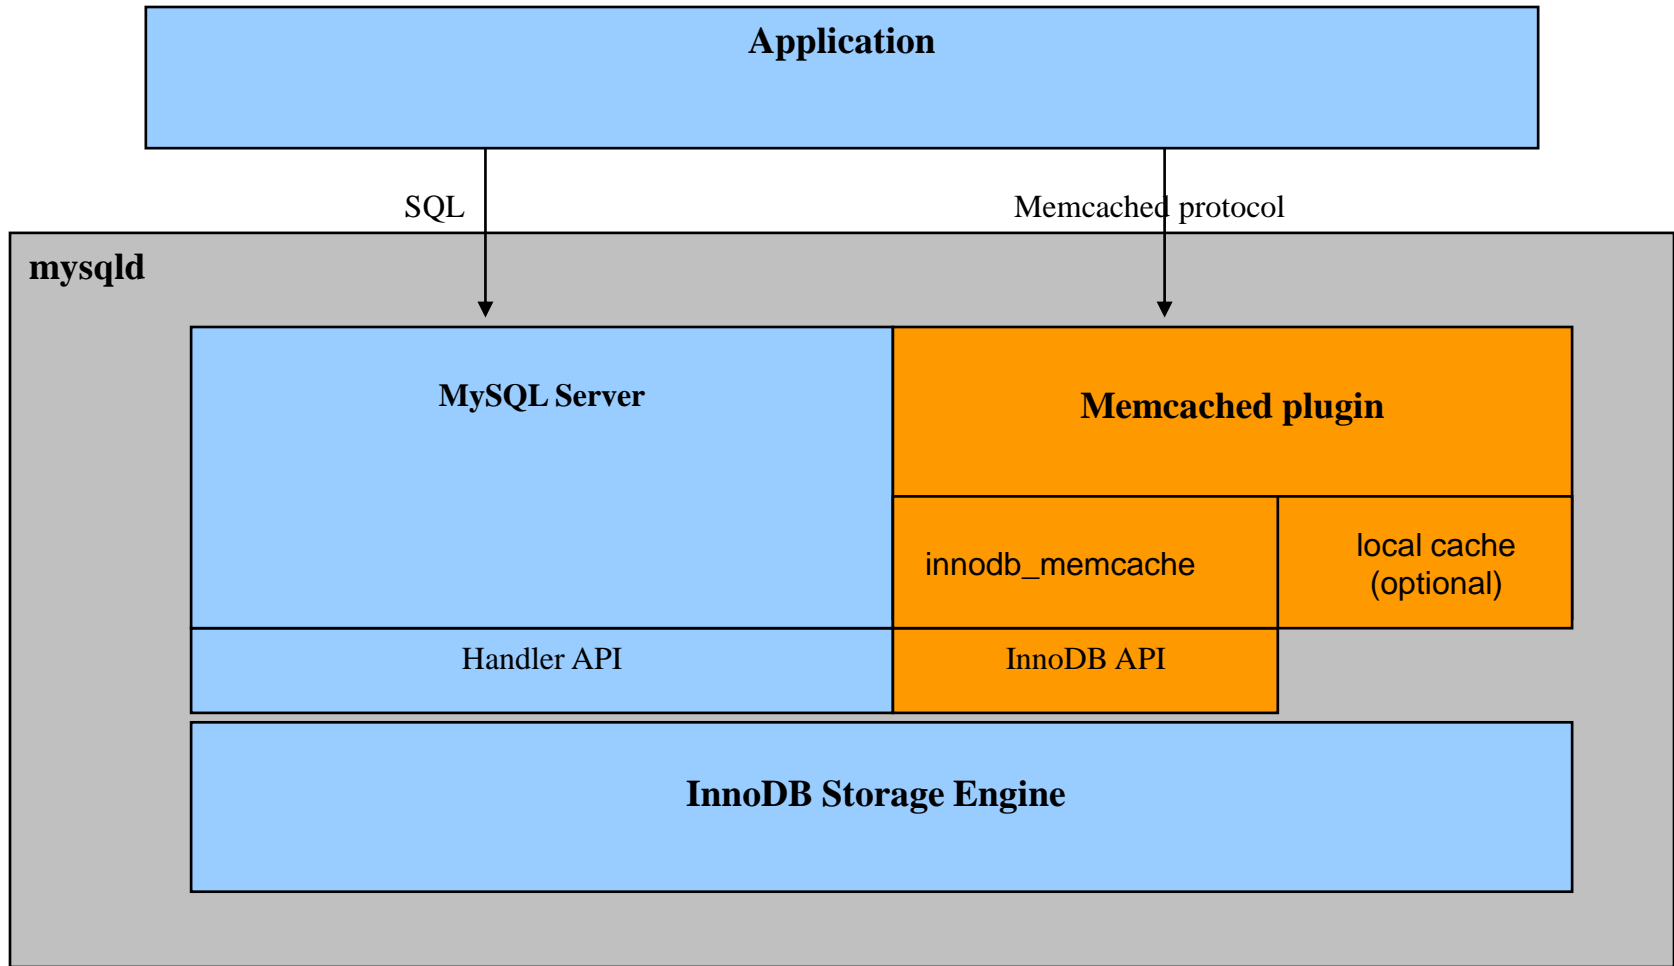 Application
SQL
Memcached protocol
mysqld
MySQL Server
Memcached plugin
innodb_memcache
local cache
(optional)
Handler API
InnoDB API
InnoDB Storage Engine